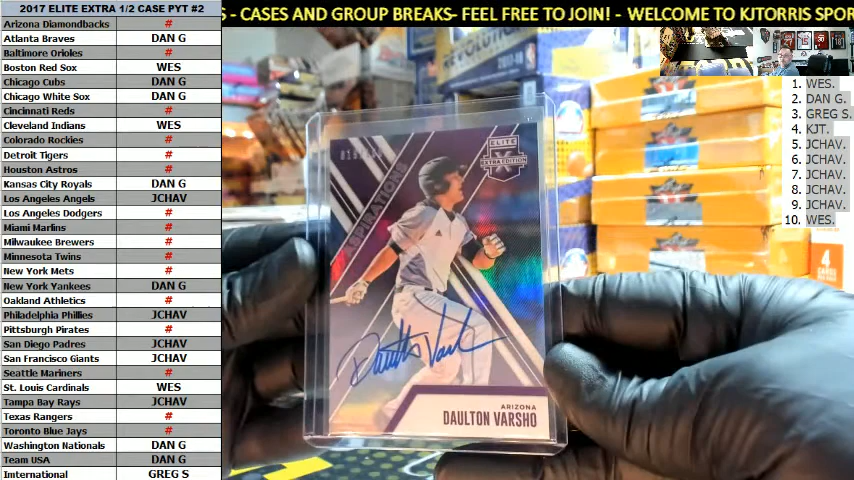 2017 ELITE EXTRA 1/2 CASE PYT #2
Arizona Diamondbacks #
Atlanta Braves DAN G
Baltimore Orioles #
Boston Red Sox WES
Chicago Cubs DAN G
Chicago White Sox DAN G
Cincinnati Reds #
Cleveland Indians WES
Colorado Rockies #
Detroit Tigers #
Houston Astros #
Kansas City Royals DAN G
Los Angeles Angels JCHAV
Los Angeles Dodgers #
Miami Marlins #
Milwaukee Brewers #
Minnesota Twins #
New York Mets #
New York Yankees DAN G
Oakland Athletics #
Philadelphia Phillies JCHAV
Pittsburgh Pirates #
San Diego Padres JCHAV
San Francisco Giants JCHAV
Seattle Mariners #
St. Louis Cardinals WES
Tampa Bay Rays JCHAV
Texas Rangers #
Toronto Blue Jays #
Washington Nationals DAN G
Team USA DAN G
International GREG S
S - CASES AND GROUP BREAKS- FEEL FREE TO JOIN! - WELCOME TO KJTORRIS SPOR
REVOLUTION
2017-18
ASPIRATIONS
ELITE
X
EXTRA EDITION
Daulton Varsho
ARIZONA
DAULTON VARSHO
1. WES.
2. DAN G.
3. GREG S.
4. KJT.
5. JCHAV.
6. JCHAV.
7. JCHAV.
8. JCHAV.
9. JCHAV.
10. WES.
4
CARDS